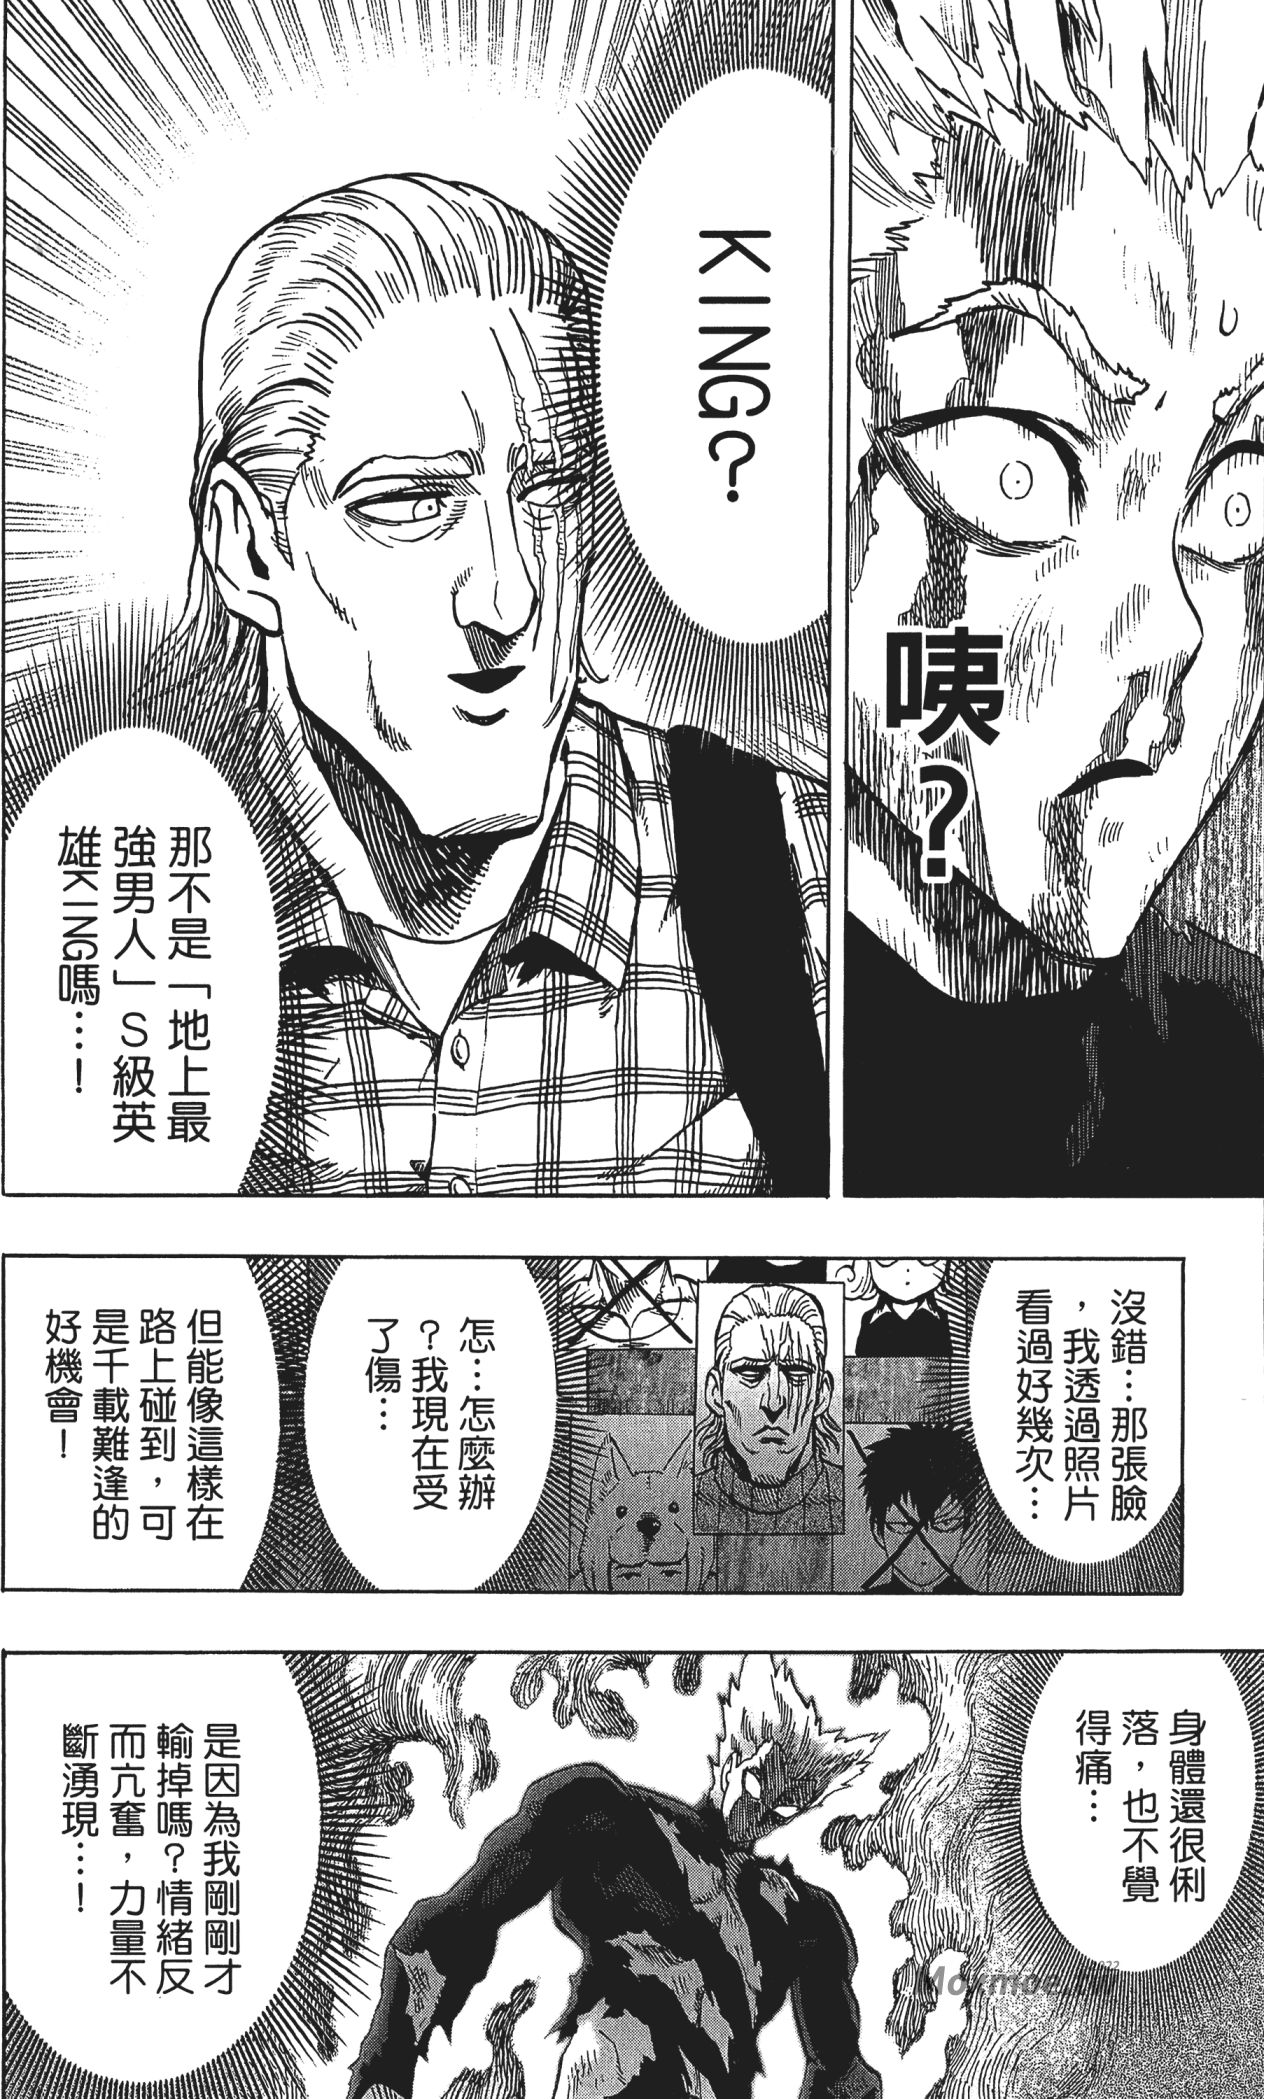 咦？
KING？
那不是「地上最
強男人」S級英
雄KING嗎…！
沒錯…那張臉
，我透過照片
看過好幾次…
怎…怎麼辦
？我現在受
了傷…
但能像這樣在
路上碰到，可
是千載難逢的
好機會！
身體還很俐
落，也不覺
得痛…
是因為我剛剛才
輸掉嗎？情緒反
而亢奮，力量不
斷湧現…！